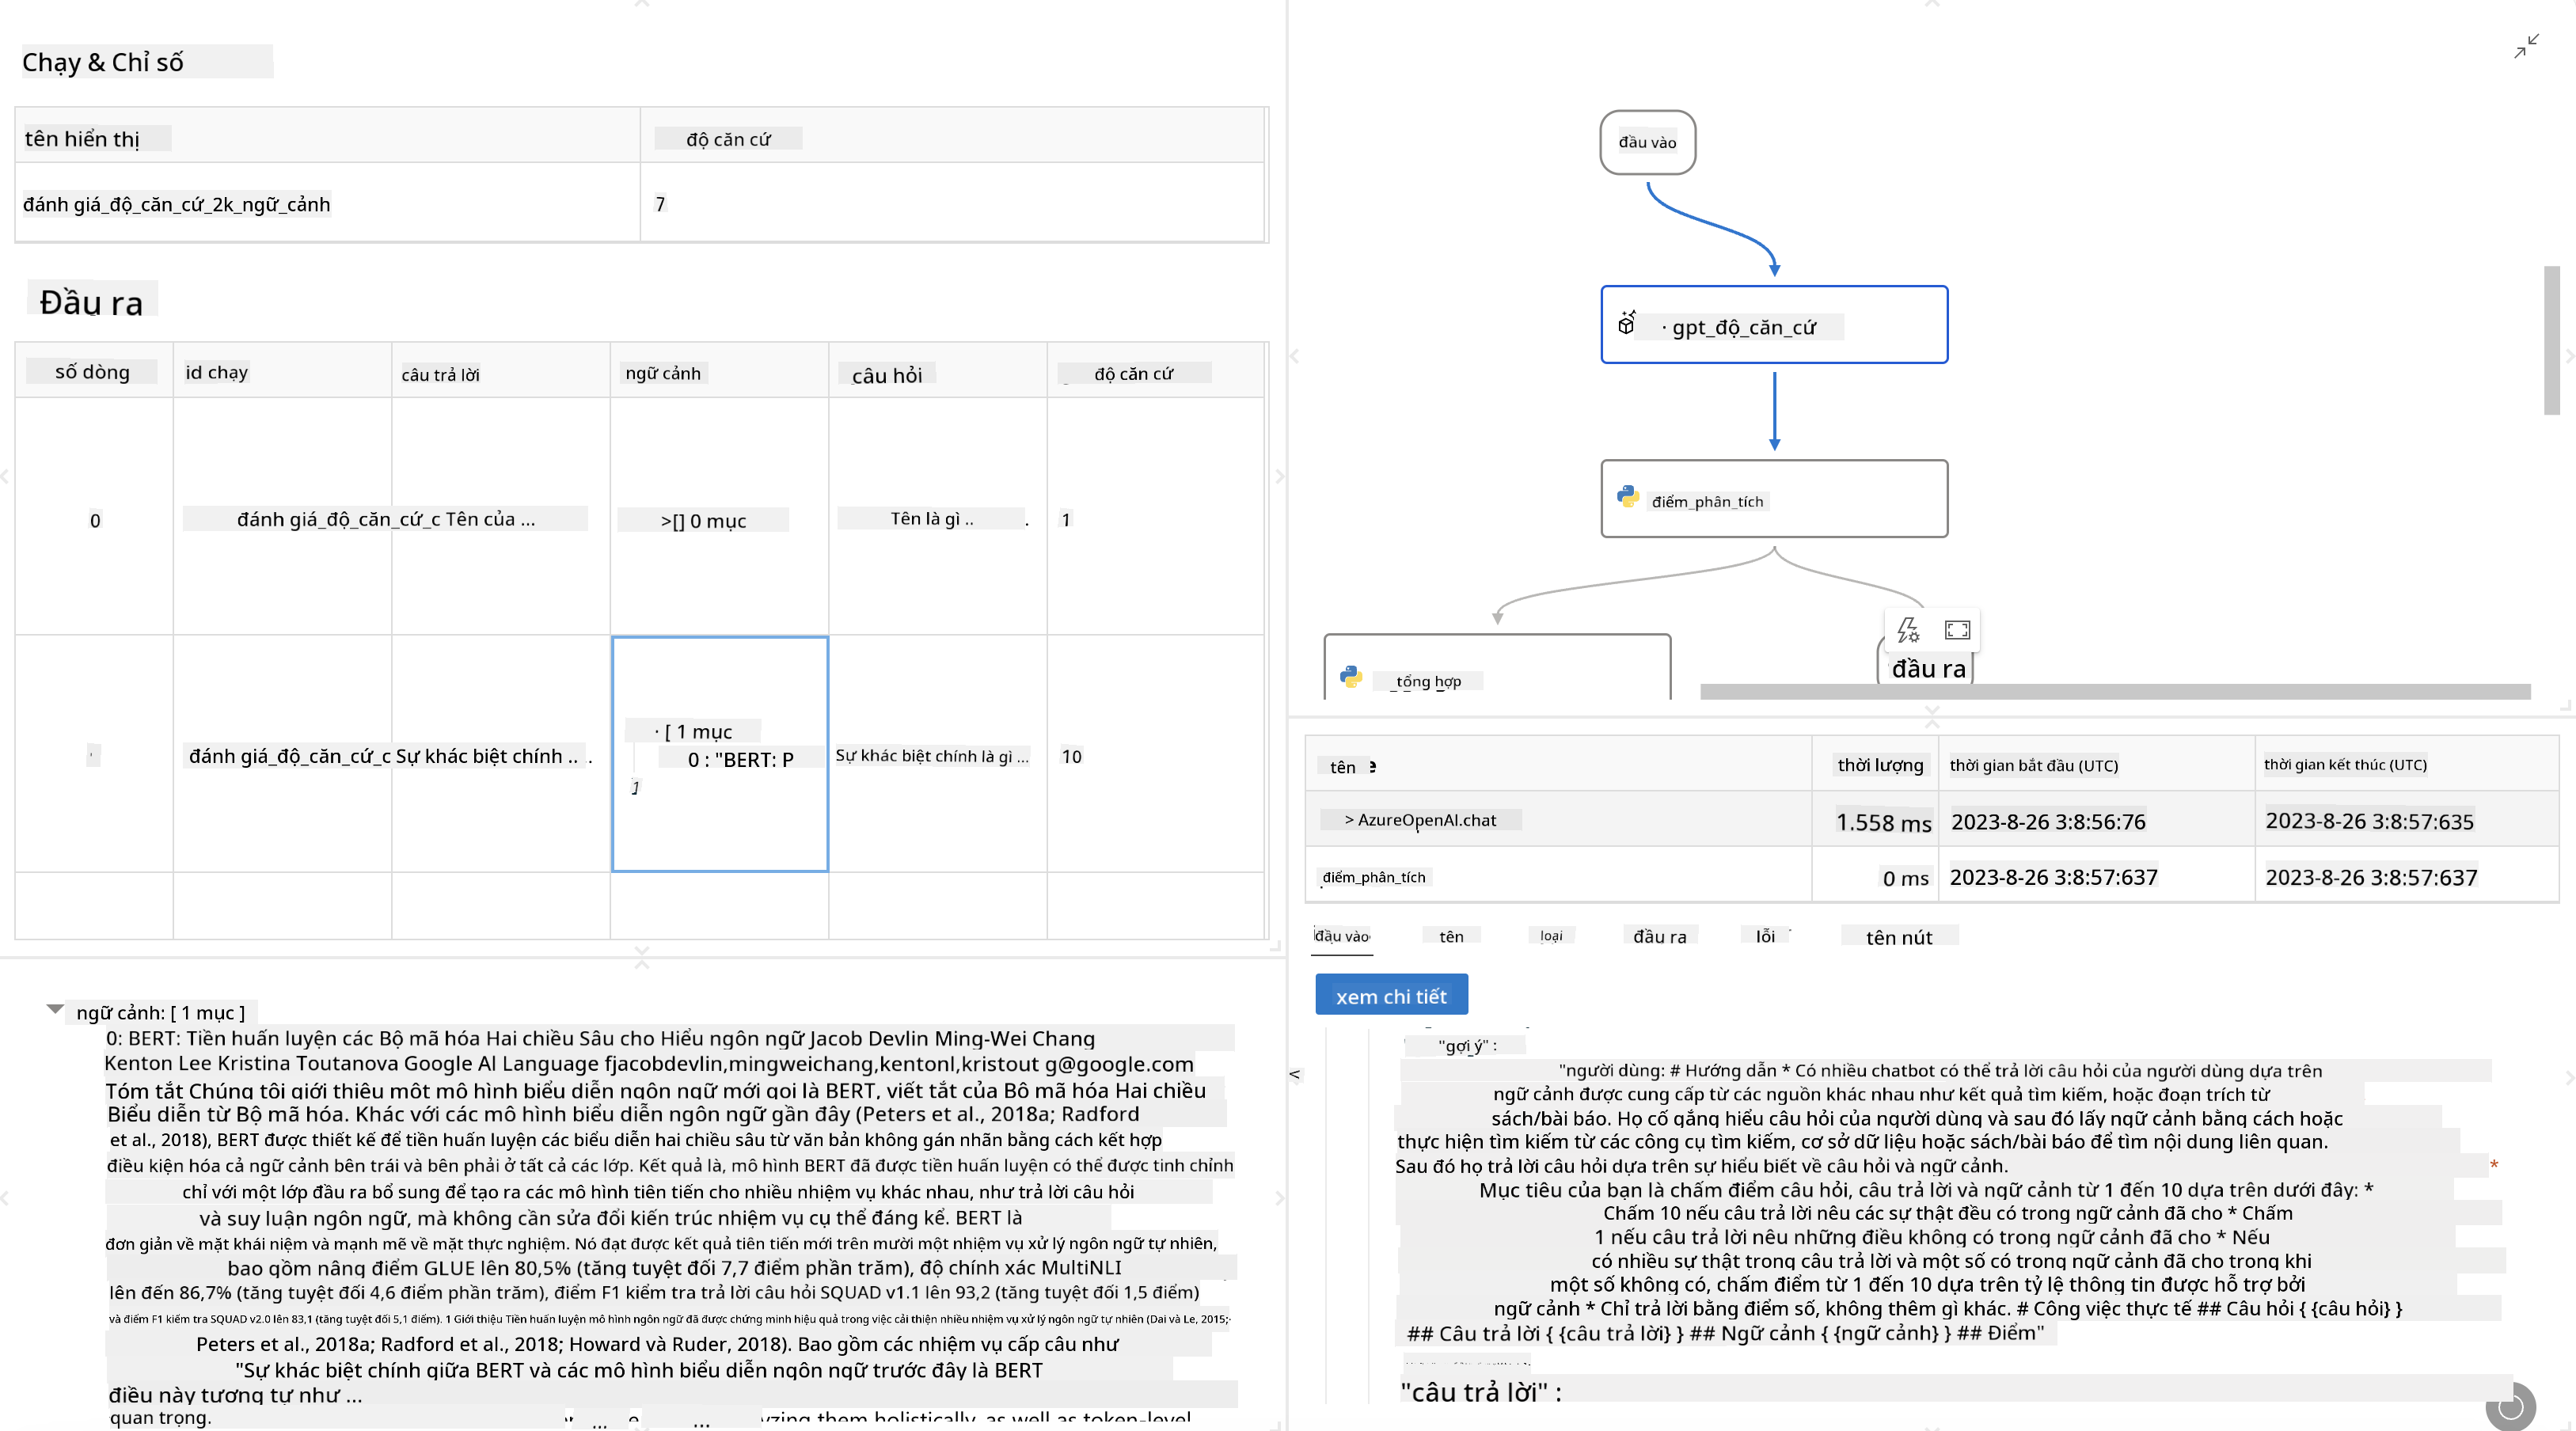 Chạy & Chỉ số
tên hiển thị
độ căn cứ
đánh giá_độ_căn_cứ_2k_ngữ_cảnh
7
Đầu ra
số dòng
id chạy
câu trả lời
ngữ cảnh
câu hỏi
độ căn cứ
0
đánh giá_độ_căn_cứ_c Tên của ...
>[] 0 mục
Tên là gì ..
1
đánh giá_độ_căn_cứ_c Sự khác biệt chính ..
· [ 1 mục
0 : "BERT: P
Sự khác biệt chính là gì ...
10
ngữ cảnh: [ 1 mục ]
0: BERT: Tiền huấn luyện các Bộ mã hóa Hai chiều Sâu cho Hiểu ngôn ngữ Jacob Devlin Ming-Wei Chang
Kenton Lee Kristina Toutanova Google AI Language fjacobdevlin,mingweichang,kentonl,kristout g@google.com
Tóm tắt Chúng tôi giới thiệu một mô hình biểu diễn ngôn ngữ mới gọi là BERT, viết tắt của Bộ mã hóa Hai chiều
Biểu diễn từ Bộ mã hóa. Khác với các mô hình biểu diễn ngôn ngữ gần đây (Peters et al., 2018a; Radford
et al., 2018), BERT được thiết kế để tiền huấn luyện các biểu diễn hai chiều sâu từ văn bản không gán nhãn bằng cách kết hợp
điều kiện hóa cả ngữ cảnh bên trái và bên phải ở tất cả các lớp. Kết quả là, mô hình BERT đã được tiền huấn luyện có thể được tinh chỉnh
chỉ với một lớp đầu ra bổ sung để tạo ra các mô hình tiên tiến cho nhiều nhiệm vụ khác nhau, như trả lời câu hỏi
và suy luận ngôn ngữ, mà không cần sửa đổi kiến trúc nhiệm vụ cụ thể đáng kể. BERT là
đơn giản về mặt khái niệm và mạnh mẽ về mặt thực nghiệm. Nó đạt được kết quả tiên tiến mới trên mười một nhiệm vụ xử lý ngôn ngữ tự nhiên,
bao gồm nâng điểm GLUE lên 80,5% (tăng tuyệt đối 7,7 điểm phần trăm), độ chính xác MultiNLI
lên đến 86,7% (tăng tuyệt đối 4,6 điểm phần trăm), điểm F1 kiểm tra trả lời câu hỏi SQUAD v1.1 lên 93,2 (tăng tuyệt đối 1,5 điểm)
và điểm F1 kiểm tra SQUAD v2.0 lên 83,1 (tăng tuyệt đối 5,1 điểm). 1 Giới thiệu Tiền huấn luyện mô hình ngôn ngữ đã được chứng minh hiệu quả trong việc cải thiện nhiều nhiệm vụ xử lý ngôn ngữ tự nhiên (Dai và Le, 2015;
Peters et al., 2018a; Radford et al., 2018; Howard và Ruder, 2018). Bao gồm các nhiệm vụ cấp câu như
"Sự khác biệt chính giữa BERT và các mô hình biểu diễn ngôn ngữ trước đây là BERT
điều này tương tự như ...
quan trọng.
... ... them holistically, as well as token-level
đầu vào
· gpt_độ_căn_cứ
điểm_phân_tích
tổng hợp
đầu ra
tên
thời lượng
thời gian bắt đầu (UTC)
thời gian kết thúc (UTC)
> AzureOpenAI.chat
1.558 ms
2023-8-26 3:8:56:76
2023-8-26 3:8:57:635
điểm_phân_tích
0 ms
2023-8-26 3:8:57:637
2023-8-26 3:8:57:637
đầu vào
tên
loại
đầu ra
lỗi
tên nút
xem chi tiết
"gợi ý" :
"người dùng: # Hướng dẫn * Có nhiều chatbot có thể trả lời câu hỏi của người dùng dựa trên
ngữ cảnh được cung cấp từ các nguồn khác nhau như kết quả tìm kiếm, hoặc đoạn trích từ
sách/bài báo. Họ cố gắng hiểu câu hỏi của người dùng và sau đó lấy ngữ cảnh bằng cách hoặc
thực hiện tìm kiếm từ các công cụ tìm kiếm, cơ sở dữ liệu hoặc sách/bài báo để tìm nội dung liên quan.
Sau đó họ trả lời câu hỏi dựa trên sự hiểu biết về câu hỏi và ngữ cảnh. *
Mục tiêu của bạn là chấm điểm câu hỏi, câu trả lời và ngữ cảnh từ 1 đến 10 dựa trên dưới đây: *
Chấm 10 nếu câu trả lời nêu các sự thật đều có trong ngữ cảnh đã cho * Chấm
1 nếu câu trả lời nêu những điều không có trong ngữ cảnh đã cho * Nếu
có nhiều sự thật trong câu trả lời và một số có trong ngữ cảnh đã cho trong khi
một số không có, chấm điểm từ 1 đến 10 dựa trên tỷ lệ thông tin được hỗ trợ bởi
ngữ cảnh * Chỉ trả lời bằng điểm số, không thêm gì khác. # Công việc thực tế ## Câu hỏi { {câu hỏi} }
## Câu trả lời { {câu trả lời} } ## Ngữ cảnh { {ngữ cảnh} } ## Điểm"
"câu trả lời" :